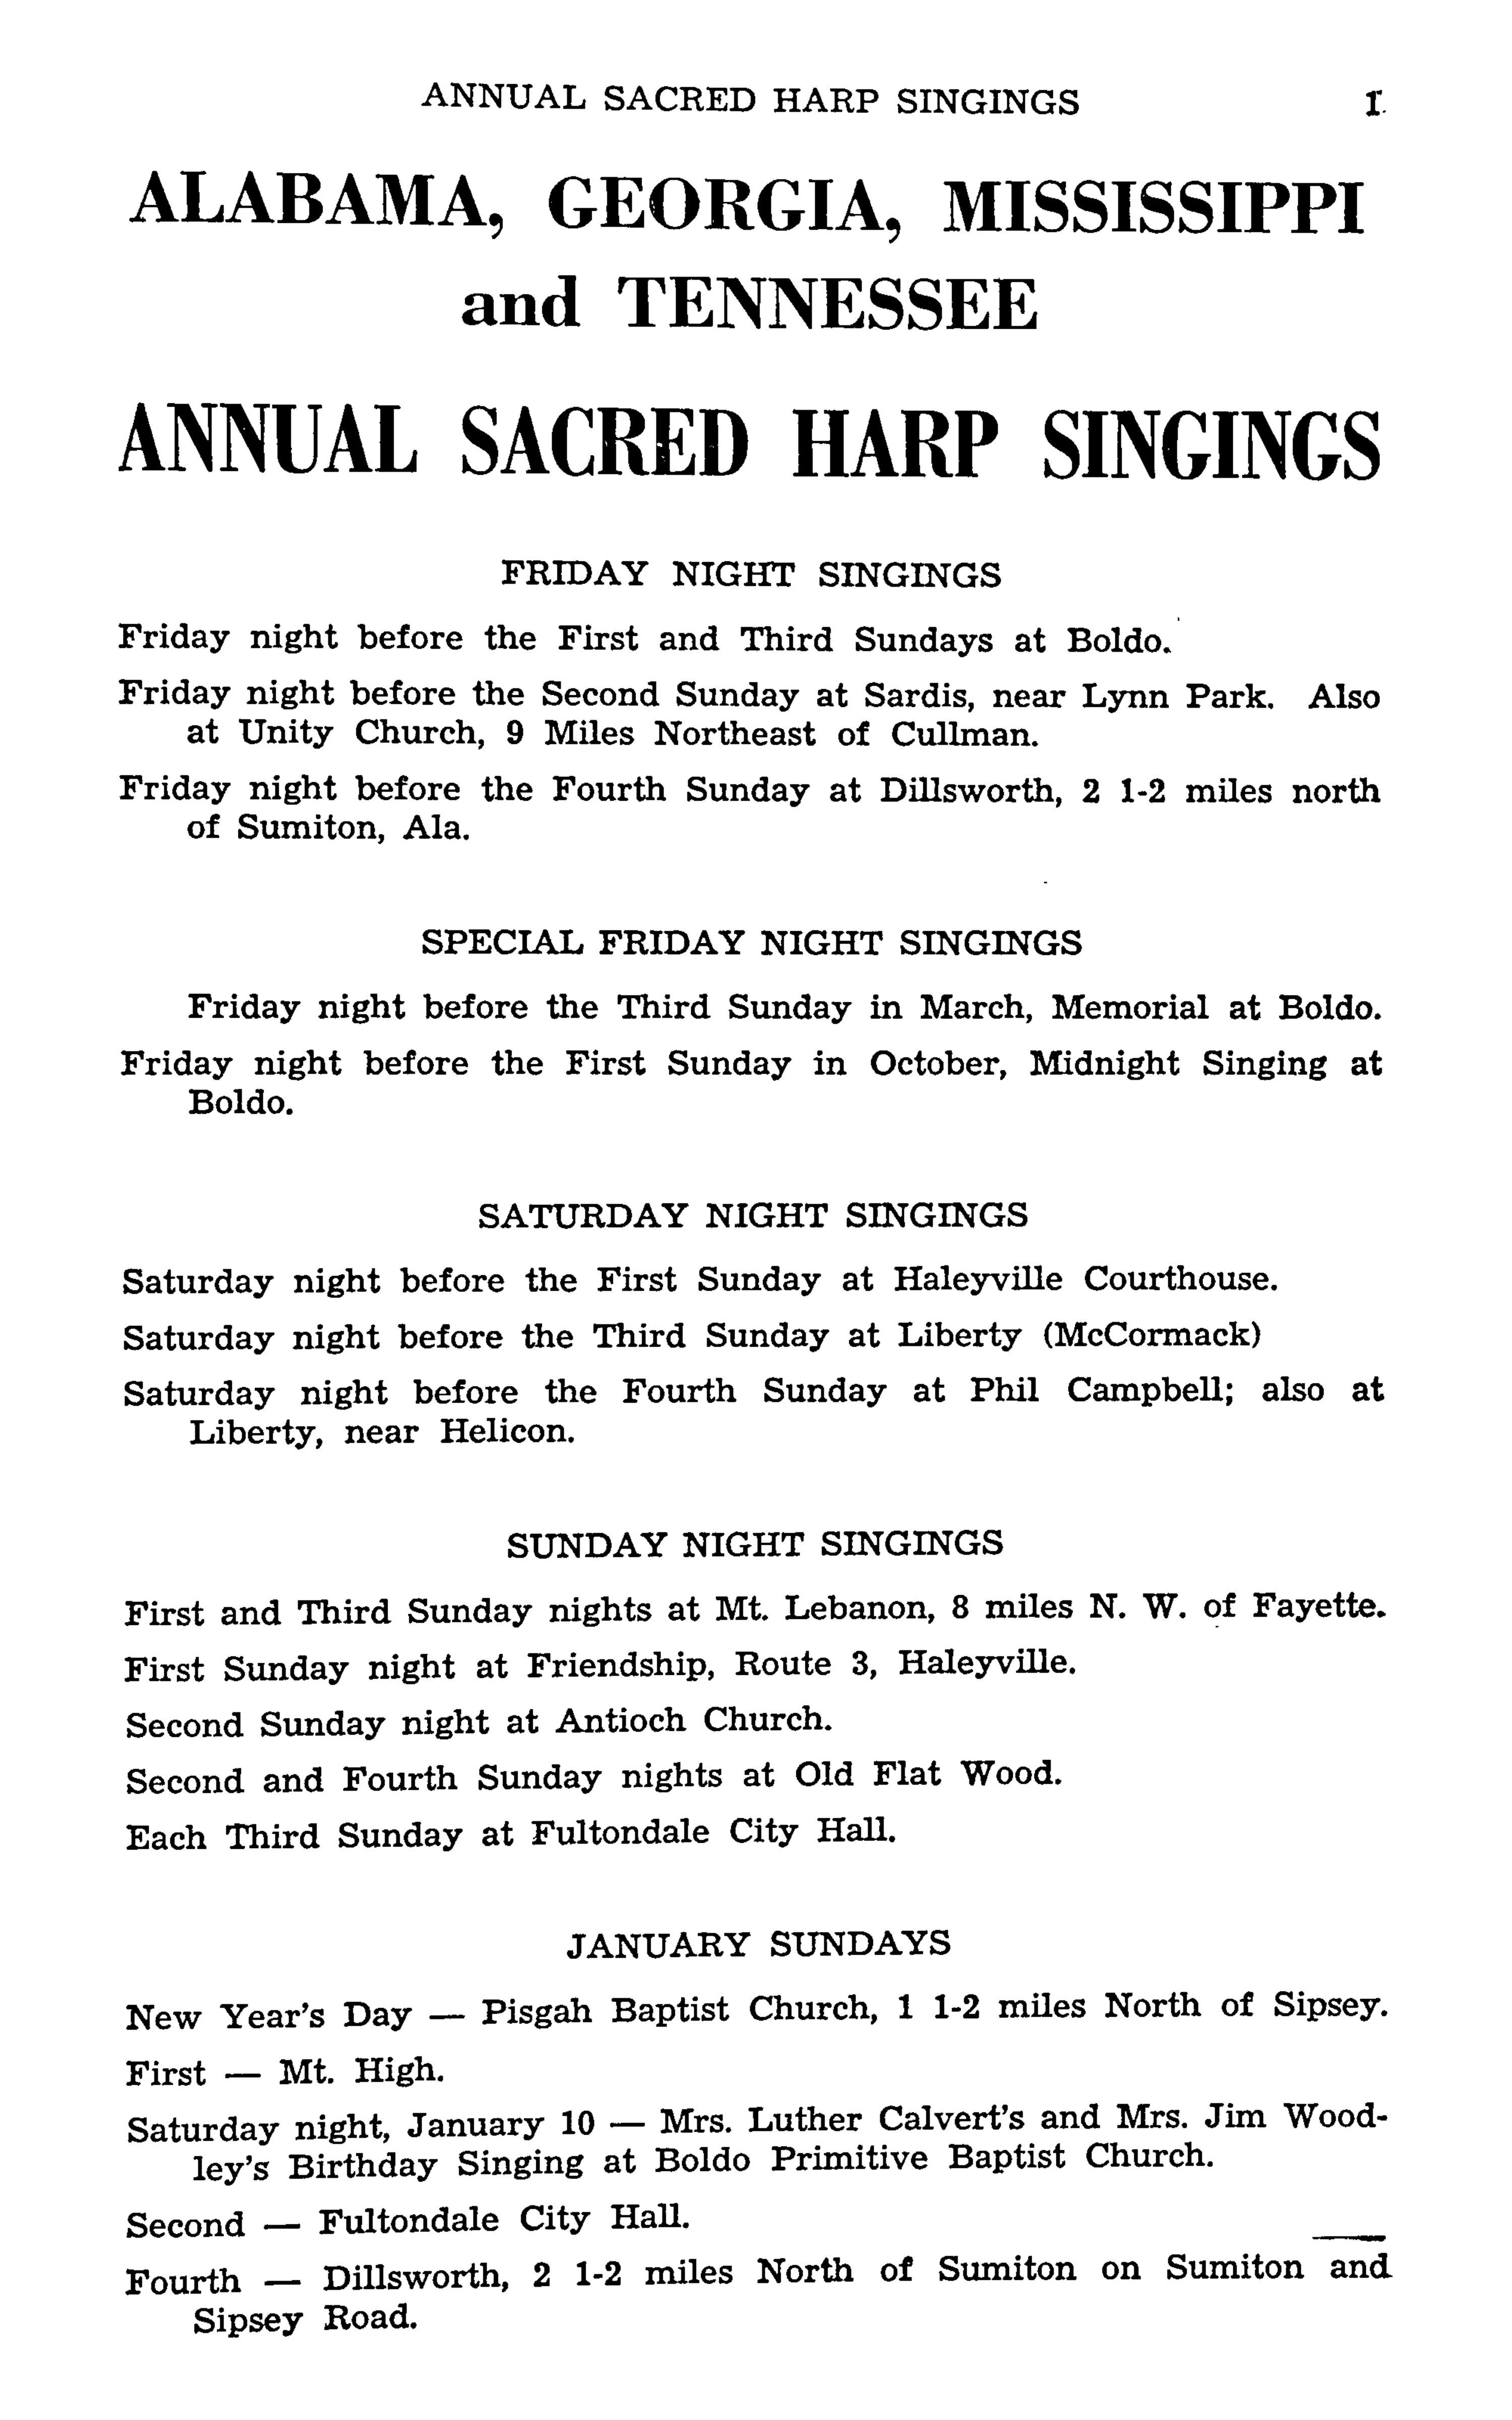 ANNUAL SACRED HARP SINGINGS 1
ALABAMA, GEORGIA, MISSISSIPPI
and TENNESSEE
ANNUAL SACRED HARP SINGINGS
FRIDAY NIGHT SINGINGS
Friday night before the First and Third Sundays at Boldo.
Friday night before the Second Sunday at Sardis, near Lynn Park. Also
at Unity Church, 9 Miles Northeast of Cullman.
Friday night before the Fourth Sunday at Dillsworth, 2 1-2 miles north
of Sumiton, Ala.
SPECIAL FRIDAY NIGHT SINGINGS
Friday night before the Third Sunday in March, Memorial at Boldo.
Friday night before the First Sunday in October, Midnight Singing at
Boldo.
SATURDAY NIGHT SINGINGS
Saturday night before the First Sunday at Haleyville Courthouse.
Saturday night before the Third Sunday at Liberty (McCormack)
Saturday night before the Fourth Sunday at Phil Campbell; also at
Liberty, near Helicon.
SUNDAY NIGHT SINGINGS
First and Third Sunday nights at Mt. Lebanon, 8 miles N. W. of Fayette.
First Sunday night at Friendship, Route 3, Haleyville.
Second Sunday night at Antioch Church.
Second and Fourth Sunday nights at Old Flat Wood.
Each Third Sunday at Fultondale City Hall.
JANUARY SUNDAYS
New Year's Day — Pisgah Baptist Church, 1 1-2 miles North of Sipsey.
First — Mt. High.
Saturday night, January 10 — Mrs. Luther Calvert's and Mrs. Jim Wood-
ley's Birthday Singing at Boldo Primitive Baptist Church.
Second — Fultondale City Hall.
Fourth — Dillsworth, 2 1-2 miles North of Sumiton on Sumiton and
Sipsey Road.